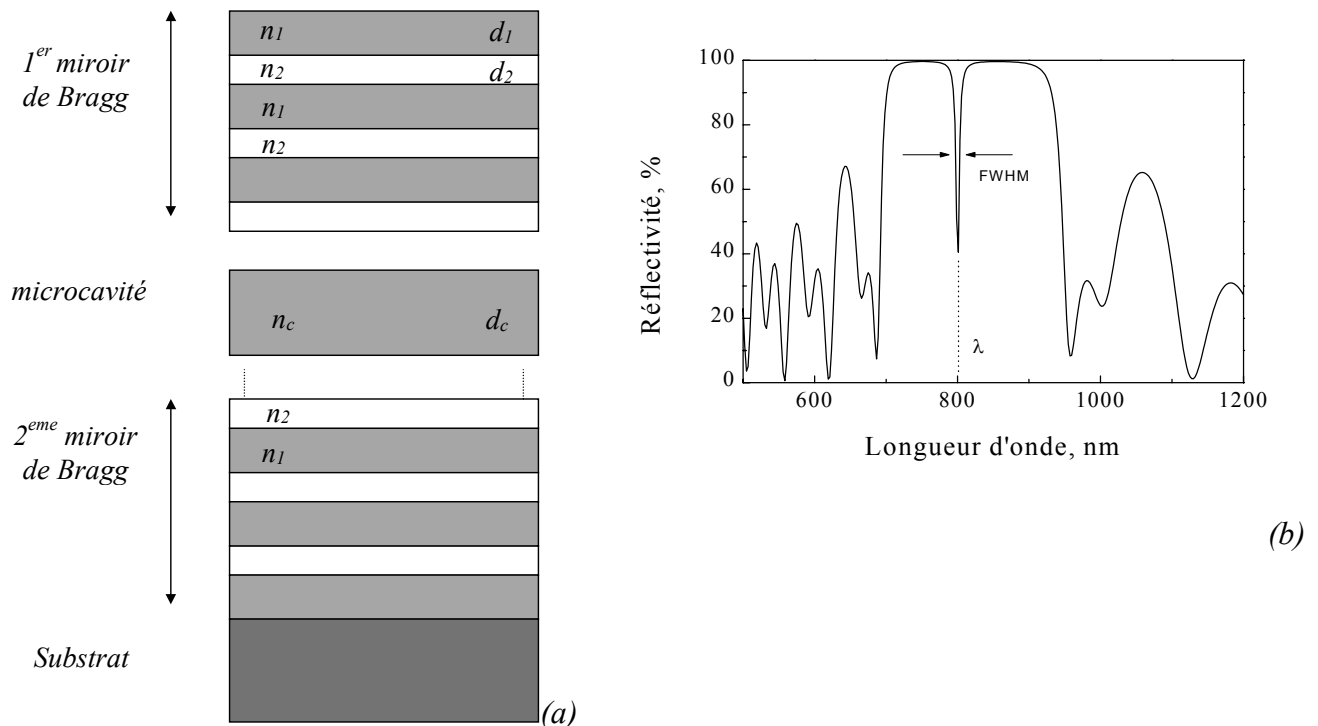 1er miroir
de Bragg
n1 d1
n2 d2
n1
n2
microcavité
nc dc
2eme miroir
de Bragg
n2
n1
Substrat
(a)
Réflectivité, %
100
80
60
40
20
0
FWHM
λ
600 800 1000 1200
Longueur d'onde, nm
(b)